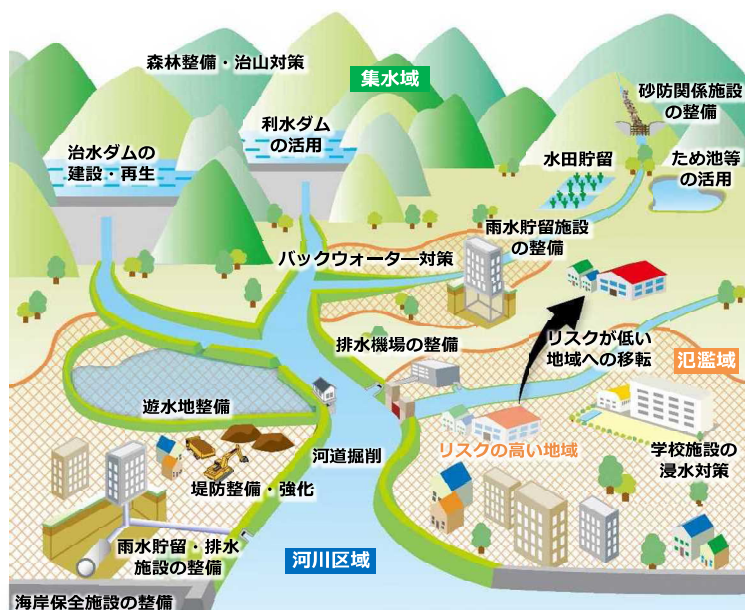 森林整備・治山対策
集水域
砂防関係施設
の整備
治水ダムの
建設・再生
利水ダム
の活用
水田貯留
ため池等
の活用
雨水貯留施設
の整備
バックウォーター対策
排水機場の整備
リスクが低い
地域への移転
氾濫域
遊水地整備
リスクの高い地域
学校施設の
浸水対策
河道掘削
堤防整備・強化
雨水貯留・排水
施設の整備
河川区域
海岸保全施設の整備